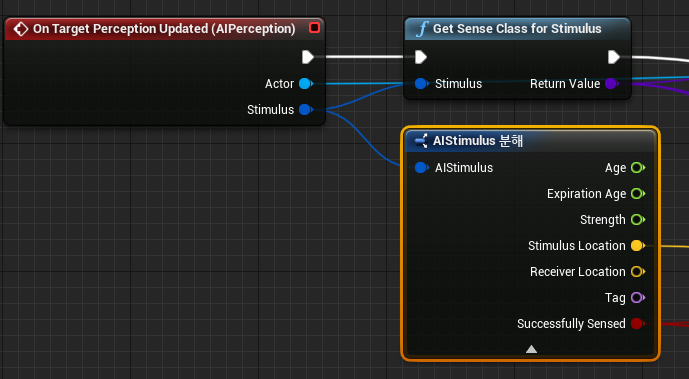 On Target Perception Updated (AIPerception)
Actor
Stimulus
f Get Sense Class for Stimulus
Stimulus Return Value
AIStimulus 분해
AIStimulus Age
Expiration Age
Strength
Stimulus Location
Receiver Location
Tag
Successfully Sensed